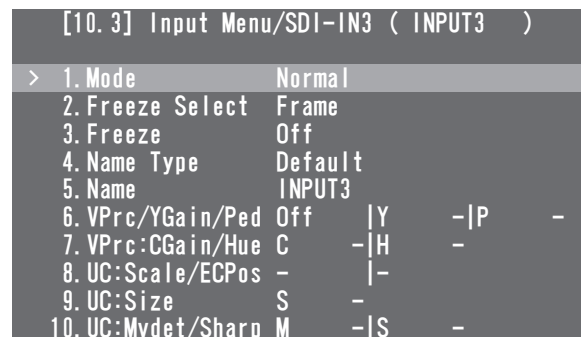 [10.3] Input Menu/SDI-IN3 ( INPUT3 )
> 1.Mode Normal
2.Freeze Select Frame
3.Freeze Off
4.Name Type Default
5.Name INPUT3
6.VPrc/YGain/Ped Off |Y -|P -
7.VPrc:CGain/Hue C -|H -
8.UC:Scale/ECPos - |-
9.UC:Size S -
10.UC:Mvdet/Sharp M -|S -